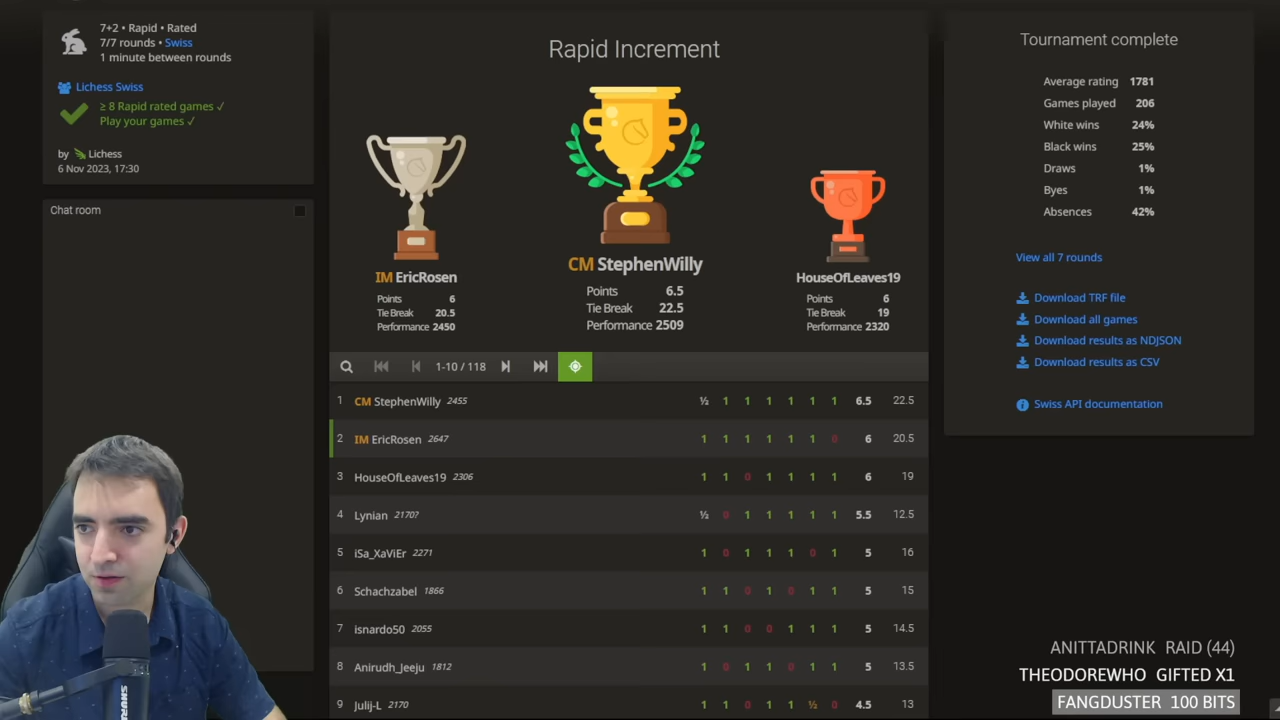 7+2 • Rapid • Rated
7/7 rounds • Swiss
1 minute between rounds
Lichess Swiss
≥ 8 Rapid rated games ✓
Play your games ✓
by Lichess
6 Nov 2023, 17:30
Chat room
Rapid Increment
IM EricRosen
Points 6
Tie Break 20.5
Performance 2450
CM StephenWilly
Points 6.5
Tie Break 22.5
Performance 2509
HouseOfLeaves19
Points 6
Tie Break 19
Performance 2320
1-10 / 118
1 CM StephenWilly 2455 ½ 1 1 1 1 1 1 6.5 22.5
2 IM EricRosen 2647 1 1 1 1 1 1 0 6 20.5
3 HouseOfLeaves19 2306 1 1 0 1 1 1 1 6 19
4 Lynian 2170? ½ 0 1 1 1 1 1 5.5 12.5
5 iSa_XaViEr 2271 1 0 1 1 1 0 1 5 16
6 Schachzabel 1866 1 1 0 1 0 1 1 5 15
7 isnardo50 2055 1 1 0 0 1 1 1 5 14.5
8 Anirudh_Jeeju 1812 1 0 1 1 0 1 1 5 13.5
9 Julij-L 2170 1 1 0 1 1 ½ 0 4.5 13
Tournament complete
Average rating 1781
Games played 206
White wins 24%
Black wins 25%
Draws 1%
Byes 1%
Absences 42%
View all 7 rounds
Download TRF file
Download all games
Download results as NDJSON
Download results as CSV
Swiss API documentation
ANITTADRINK RAID (44)
THEODOREWHO GIFTED X1
FANGDUSTER 100 BITS
SHURE